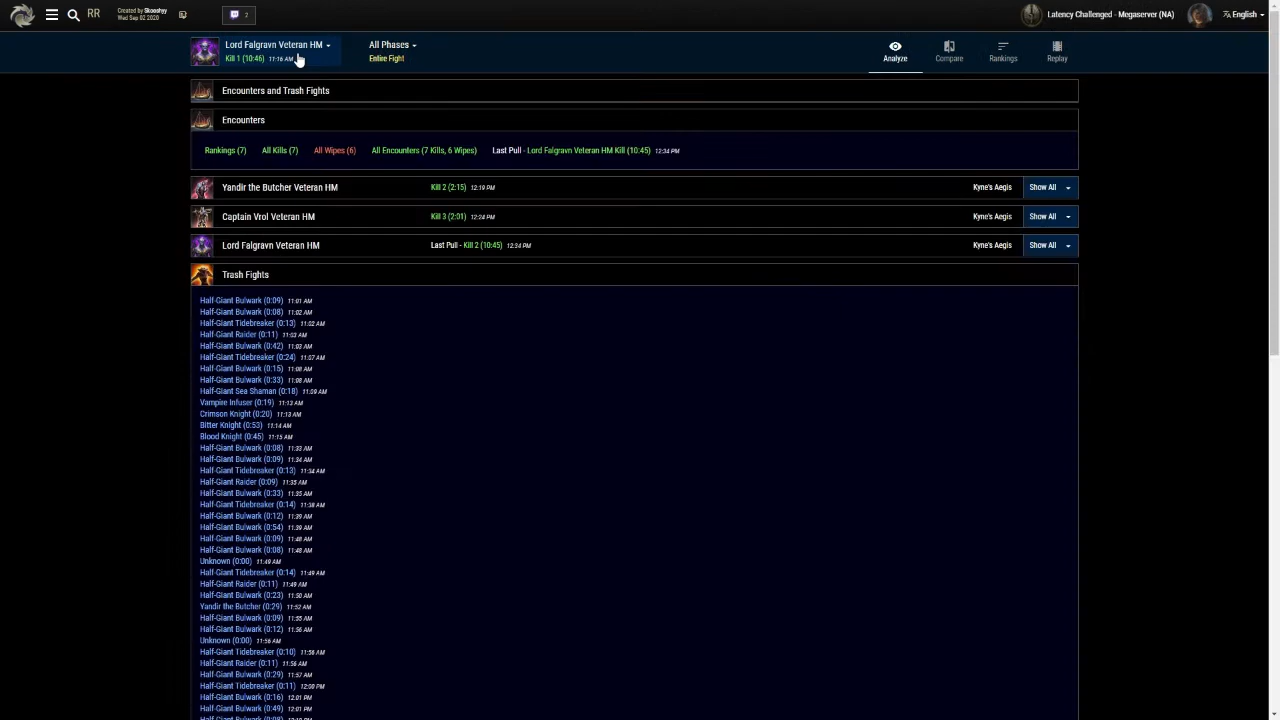 RR
Created by Skooshyy
Wed Sep 02 2020
2
Latency Challenged - Megaserver (NA)
English
Lord Falgravn Veteran HM
Kill 1 (10:46) 11:16 AM
All Phases
Entire Fight
Analyze
Compare
Rankings
Replay
Encounters and Trash Fights
Encounters
Rankings (7) All Kills (7) All Wipes (6) All Encounters (7 Kills, 6 Wipes) Last Pull - Lord Falgravn Veteran HM Kill (10:45) 12:34 PM
Yandir the Butcher Veteran HM Kill 2 (2:15) 12:19 PM Kyne's Aegis Show All
Captain Vrol Veteran HM Kill 3 (2:01) 12:24 PM Kyne's Aegis Show All
Lord Falgravn Veteran HM Last Pull - Kill 2 (10:45) 12:34 PM Kyne's Aegis Show All
Trash Fights
Half-Giant Bulwark (0:09) 11:01 AM
Half-Giant Bulwark (0:08) 11:02 AM
Half-Giant Tidebreaker (0:13) 11:02 AM
Half-Giant Raider (0:11) 11:03 AM
Half-Giant Bulwark (0:42) 11:03 AM
Half-Giant Tidebreaker (0:24) 11:07 AM
Half-Giant Bulwark (0:15) 11:08 AM
Half-Giant Bulwark (0:33) 11:08 AM
Half-Giant Sea Shaman (0:18) 11:09 AM
Vampire Infuser (0:19) 11:13 AM
Crimson Knight (0:20) 11:13 AM
Bitter Knight (0:53) 11:14 AM
Blood Knight (0:45) 11:15 AM
Half-Giant Bulwark (0:08) 11:33 AM
Half-Giant Bulwark (0:09) 11:34 AM
Half-Giant Tidebreaker (0:13) 11:34 AM
Half-Giant Raider (0:09) 11:35 AM
Half-Giant Bulwark (0:33) 11:35 AM
Half-Giant Tidebreaker (0:14) 11:38 AM
Half-Giant Bulwark (0:12) 11:39 AM
Half-Giant Bulwark (0:54) 11:39 AM
Half-Giant Bulwark (0:09) 11:48 AM
Half-Giant Bulwark (0:08) 11:48 AM
Unknown (0:00) 11:49 AM
Half-Giant Tidebreaker (0:14) 11:49 AM
Half-Giant Raider (0:11) 11:49 AM
Half-Giant Bulwark (0:23) 11:50 AM
Yandir the Butcher (0:29) 11:52 AM
Half-Giant Bulwark (0:09) 11:55 AM
Half-Giant Bulwark (0:12) 11:56 AM
Unknown (0:00) 11:56 AM
Half-Giant Tidebreaker (0:10) 11:56 AM
Half-Giant Raider (0:11) 11:56 AM
Half-Giant Bulwark (0:29) 11:57 AM
Half-Giant Tidebreaker (0:11) 12:00 PM
Half-Giant Bulwark (0:16) 12:01 PM
Half-Giant Bulwark (0:49) 12:01 PM
Half-Giant Bulwark (0:08)